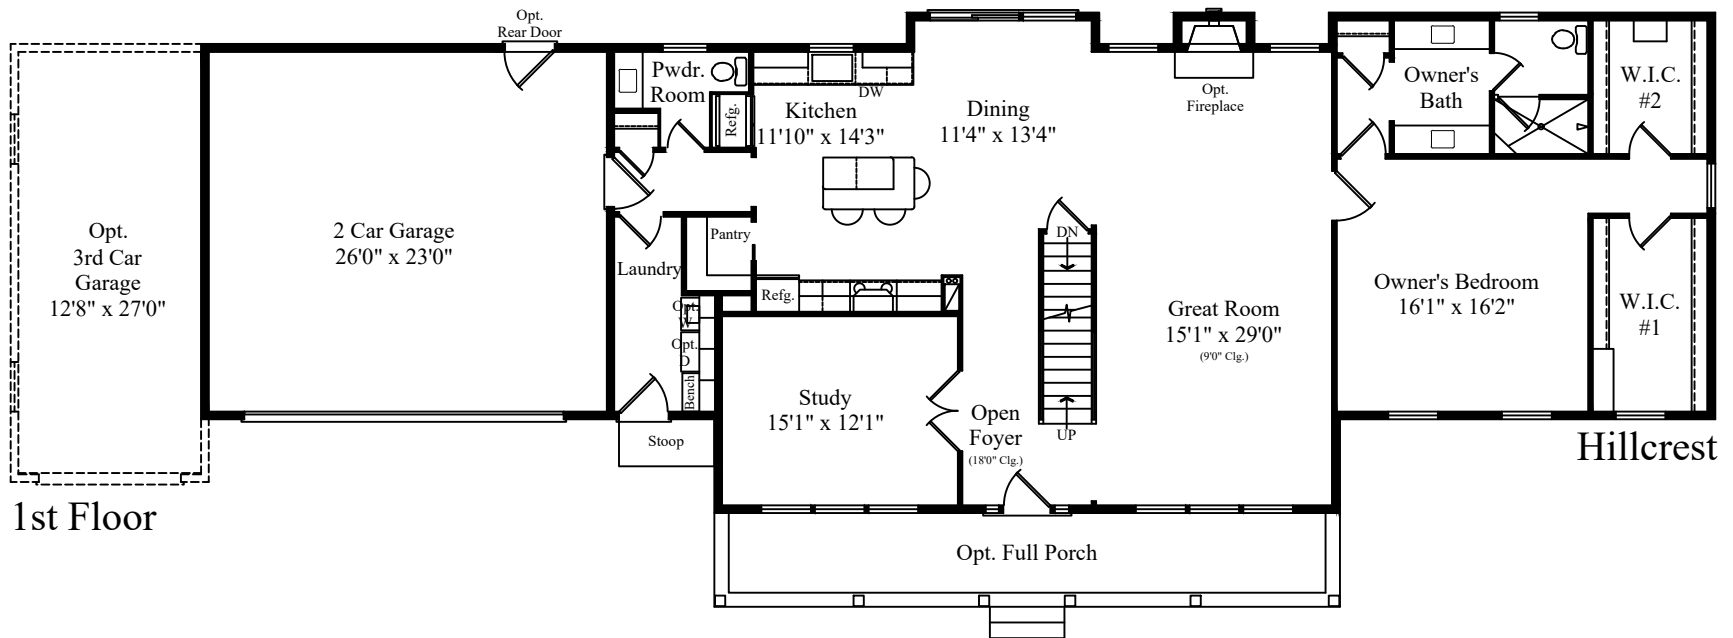 Opt.
Rear Door
Pwdr.
Room
Refg.
Kitchen
11'10" x 14'3"
DW
Dining
11'4" x 13'4"
Opt.
Fireplace
Owner's
Bath
W.I.C.
#2
Opt.
3rd Car
Garage
12'8" x 27'0"
2 Car Garage
26'0" x 23'0"
Pantry
Laundry
Refg.
Opt.
W
Opt.
D
Bench
Stoop
Study
15'1" x 12'1"
DN
UP
Open
Foyer
(18'0" Clg.)
Great Room
15'1" x 29'0"
(9'0" Clg.)
Owner's Bedroom
16'1" x 16'2"
W.I.C.
#1
Hillcrest
1st Floor
Opt. Full Porch